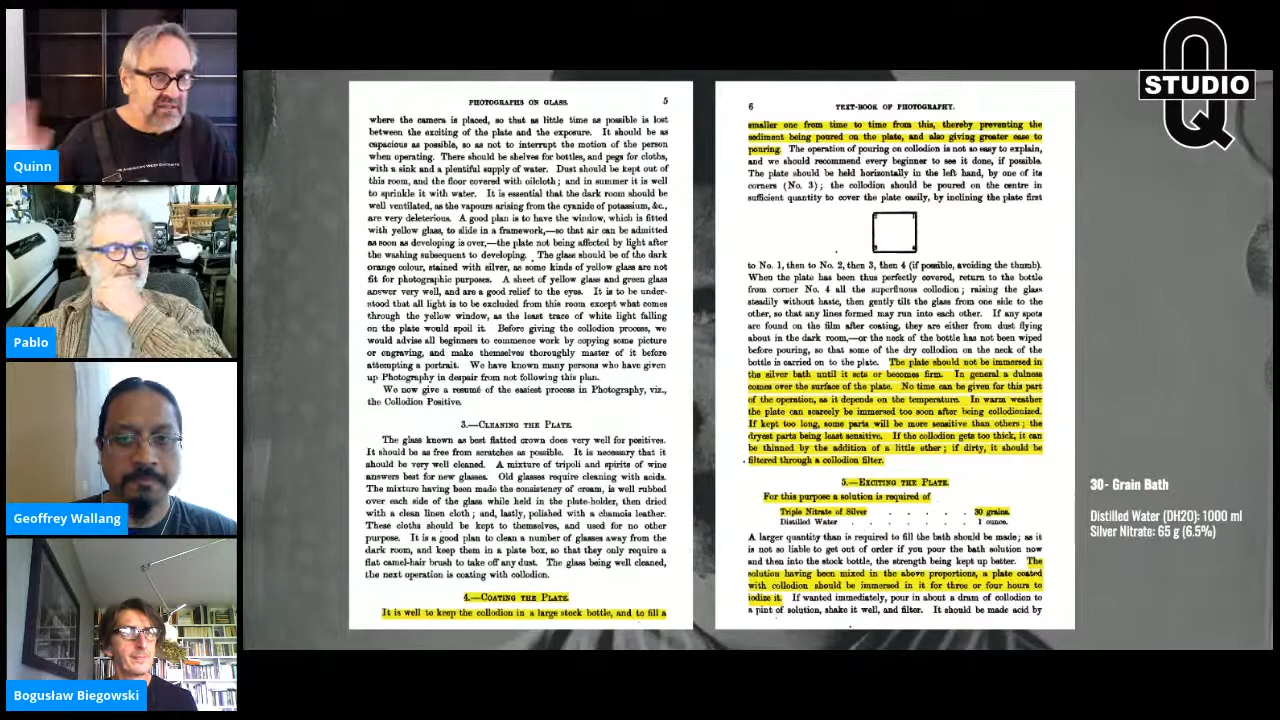 Quinn
Pablo
Geoffrey Wallang
Bogusław Biegowski
PHOTOGRAPHS ON GLASS. 5
where the camera is placed, so that as little time as possible is lost
between the exciting of the plate and the exposure. It should be as
capacious as possible, so as not to interrupt the motion of the person
when operating. There should be shelves for bottles, and pegs for cloths,
with a sink and a plentiful supply of water. Dust should be kept out of
this room, and the floor covered with oilcloth; and in summer it is well
to sprinkle it with water. It is essential that the dark room should be
well ventilated, as the vapours arising from the cyanide of potassium, &c.,
are very deleterious. A good plan is to have the window, which is fitted
with yellow glass, to slide in a framework,—so that air can be admitted
as soon as developing is over,—the plate not being affected by light after
the washing subsequent to developing. The glass should be of the dark
orange colour, stained with silver, as some kinds of yellow glass are not
fit for photographic purposes. A sheet of yellow glass and green glass
answer very well, and are a good relief to the eyes. It is to be under-
stood that all light is to be excluded from this room except what comes
through the yellow window, as the least trace of white light falling
on the plate would spoil it. Before giving the collodion process, we
would advise all beginners to commence work by copying some picture
or engraving, and make themselves thoroughly master of it before
attempting a portrait. We have known many persons who have given
up Photography in despair from not following this plan.
We now give a resumé of the easiest process in Photography, viz.,
the Collodion Positive.
3.—CLEANING THE PLATE.
The glass known as best flatted crown does very well for positives.
It should be as free from scratches as possible. It is necessary that it
should be very well cleaned. A mixture of tripoli and spirits of wine
answers best for new glasses. Old glasses require cleaning with acids.
The mixture having been made the consistency of cream, is well rubbed
over each side of the glass while held in the plate-holder, then dried
with a clean linen cloth; and, lastly, polished with a chamois leather.
These cloths should be kept to themselves, and used for no other
purpose. It is a good plan to clean a number of glasses away from the
dark room, and keep them in a plate box, so that they only require a
flat camel-hair brush to take off any dust. The glass being well cleaned,
the next operation is coating with collodion.
4.—COATING THE PLATE.
It is well to keep the collodion in a large stock bottle, and to fill a
6 TEXT-BOOK OF PHOTOGRAPHY.
smaller one from time to time from this, thereby preventing the
sediment being poured on the plate, and also giving greater ease to
pouring. The operation of pouring on collodion is not so easy to explain,
and we should recommend every beginner to see it done, if possible.
The plate should be held horizontally in the left hand, by one of its
corners (No. 3); the collodion should be poured on the centre in
sufficient quantity to cover the plate easily, by inclining the plate first
to No. 1, then to No. 2, then 3, then 4 (if possible, avoiding the thumb).
When the plate has been thus perfectly covered, return to the bottle
from corner No. 4 all the superfluous collodion; raising the glass
steadily without haste, then gently tilt the glass from one side to the
other, so that any lines formed may run into each other. If any spots
are found on the film after coating, they are either from dust flying
about in the dark room,—or the neck of the bottle has not been wiped
before pouring, so that some of the dry collodion on the neck of the
bottle is carried on to the plate. The plate should not be immersed in
the silver bath until it sets or becomes firm. In general a dulness
comes over the surface of the plate. No time can be given for this part
of the operation, as it depends on the temperature. In warm weather
the plate can scarcely be immersed too soon after being collodionized.
If kept too long, some parts will be more sensitive than others; the
dryest parts being least sensitive. If the collodion gets too thick, it can
be thinned by the addition of a little ether; if dirty, it should be
filtered through a collodion filter.
5.—EXCITING THE PLATE.
For this purpose a solution is required of
Triple Nitrate of Silver . . . . . 30 grains.
Distilled Water . . . . . . 1 ounce.
A larger quantity than is required to fill the bath should be made; as it
is not so liable to get out of order if you pour the bath solution now
and then into the stock bottle, the strength being kept up better. The
solution having been mixed in the above proportions, a plate coated
with collodion should be immersed in it for three or four hours to
iodize it. If wanted immediately, pour in about a dram of collodion to
a pint of solution, shake it well, and filter. It should be made acid by
Q
STUDIO
30- Grain Bath
Distilled Water (DH20): 1000 ml
Silver Nitrate: 65 g (6.5%)